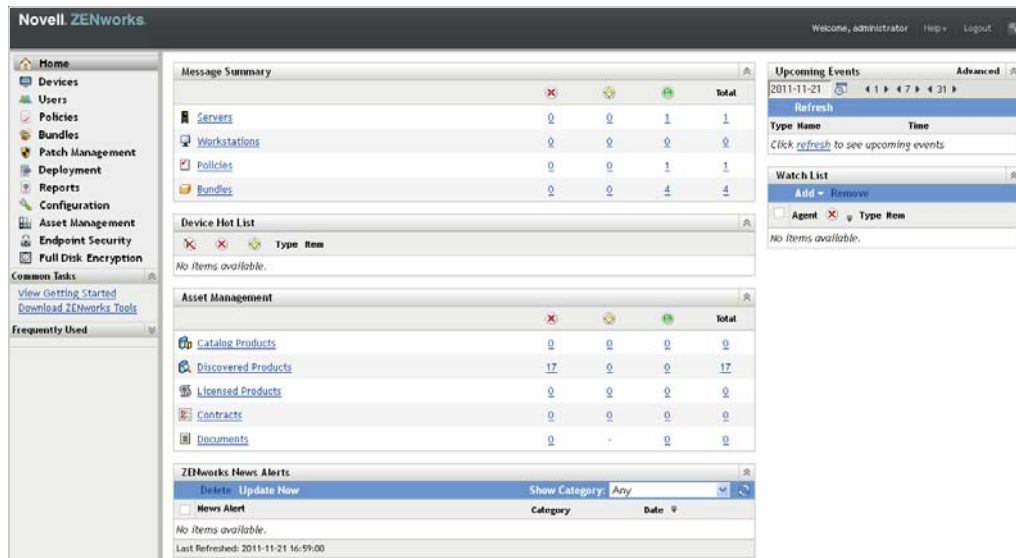 Novell. ZENworks.
Welcome, administrator Help Logout
Home
Devices
Users
Policies
Bundles
Patch Management
Deployment
Reports
Configuration
Asset Management
Endpoint Security
Full Disk Encryption
Common Tasks
View Getting Started
Download ZENworks Tools
Frequently Used
Message Summary
Total
Servers 0 0 1 1
Workstations 0 0 0 0
Policies 0 0 1 1
Bundles 0 0 4 4
Device Hot List
Type Item
No items available.
Asset Management
Total
Catalog Products 0 0 0 0
Discovered Products 17 0 0 17
Licensed Products 0 0 0 0
Contracts 0 0 0 0
Documents 0 - 0 0
ZENworks News Alerts
Delete Update Now Show Category: Any
News Alert Category Date
No items available.
Last Refreshed: 2011-11-21 16:59:00
Upcoming Events Advanced
2011-11-21 1 7 31
Refresh
Type Name Time
Click refresh to see upcoming events
Watch List
Add Remove
Agent Type Item
No items available.